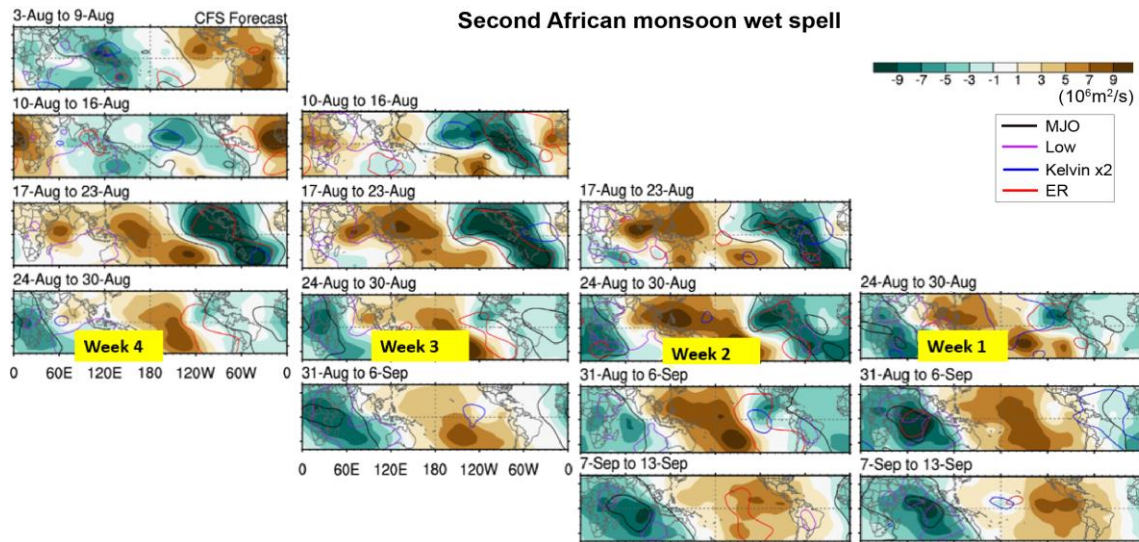 Second African monsoon wet spell
3-Aug to 9-Aug CFS Forecast
-9 -7 -5 -3 -1 1 3 5 7 9
(10⁶m²/s)
MJO
Low
Kelvin x2
ER
10-Aug to 16-Aug
10-Aug to 16-Aug
17-Aug to 23-Aug
17-Aug to 23-Aug
17-Aug to 23-Aug
24-Aug to 30-Aug
24-Aug to 30-Aug
24-Aug to 30-Aug
24-Aug to 30-Aug
Week 4
Week 3
Week 2
Week 1
0 60E 120E 180 120W 60W 0
31-Aug to 6-Sep
31-Aug to 6-Sep
31-Aug to 6-Sep
0 60E 120E 180 120W 60W 0
7-Sep to 13-Sep
7-Sep to 13-Sep